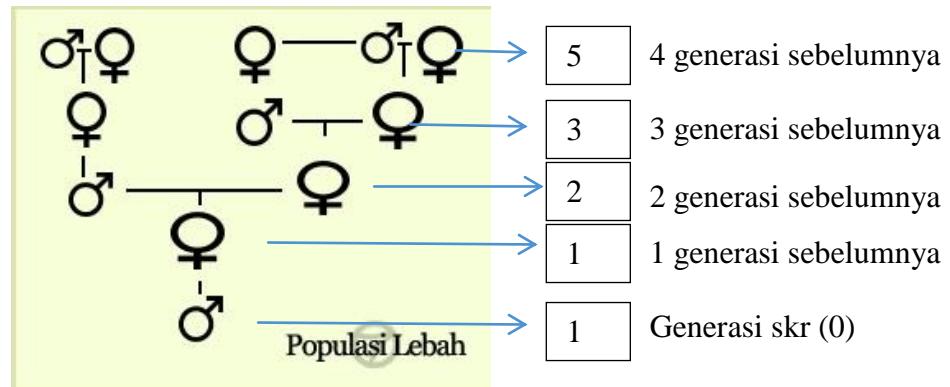 5 4 generasi sebelumnya
3 3 generasi sebelumnya
2 2 generasi sebelumnya
1 1 generasi sebelumnya
1 Generasi skr (0)
Populasi Lebah